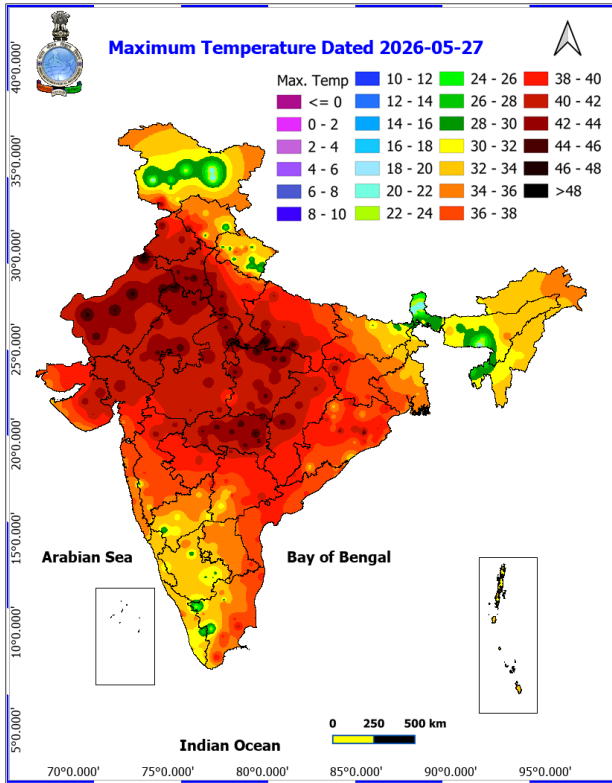 Maximum Temperature Dated 2026-05-27
Max. Temp
<= 0
0 - 2
2 - 4
4 - 6
6 - 8
8 - 10
10 - 12
12 - 14
14 - 16
16 - 18
18 - 20
20 - 22
22 - 24
24 - 26
26 - 28
28 - 30
30 - 32
32 - 34
34 - 36
36 - 38
38 - 40
40 - 42
42 - 44
44 - 46
46 - 48
>48
40°0.000'
35°0.000'
30°0.000'
25°0.000'
20°0.000'
15°0.000'
10°0.000'
5°0.000'
Arabian Sea
Bay of Bengal
Indian Ocean
0 250 500 km
70°0.000' 75°0.000' 80°0.000' 85°0.000' 90°0.000' 95°0.000'